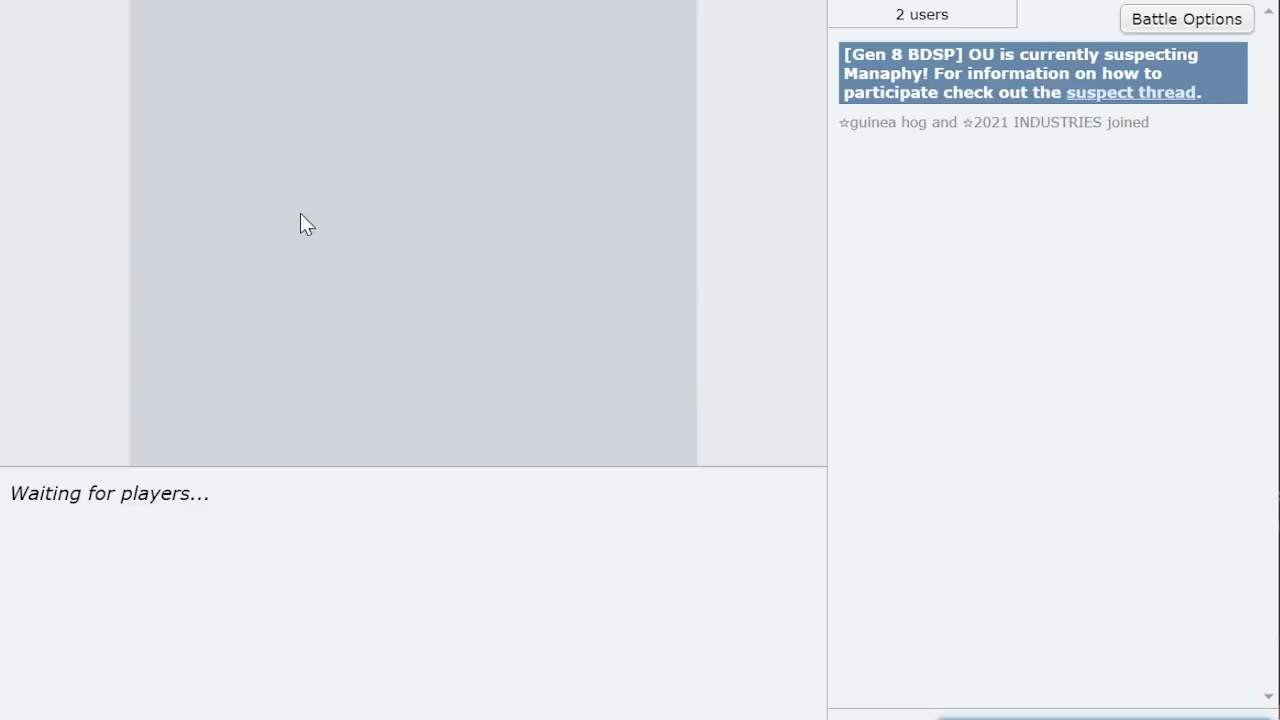 2 users
Battle Options
[Gen 8 BDSP] OU is currently suspecting
Manaphy! For information on how to
participate check out the suspect thread.
☆guinea hog and ☆2021 INDUSTRIES joined
Waiting for players...